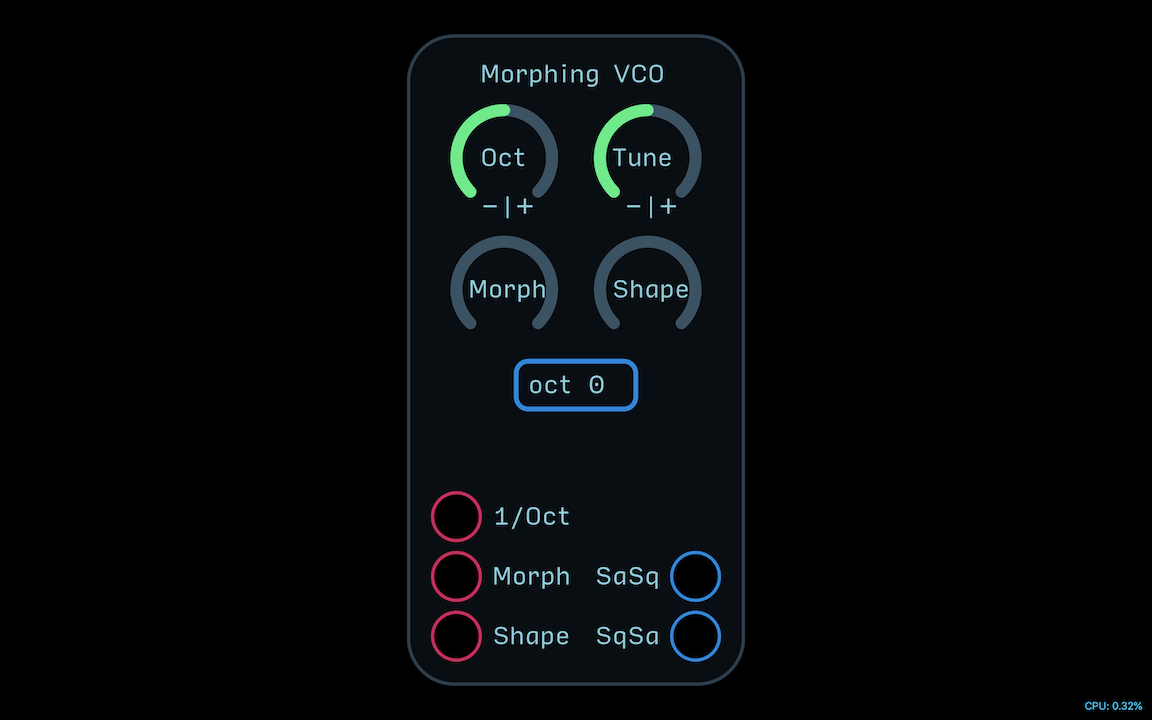 Morphing VCO
Oct Tune
-|+ -|+
Morph Shape
oct 0
1/Oct
Morph SaSq
Shape SqSa
CPU: 0.32%